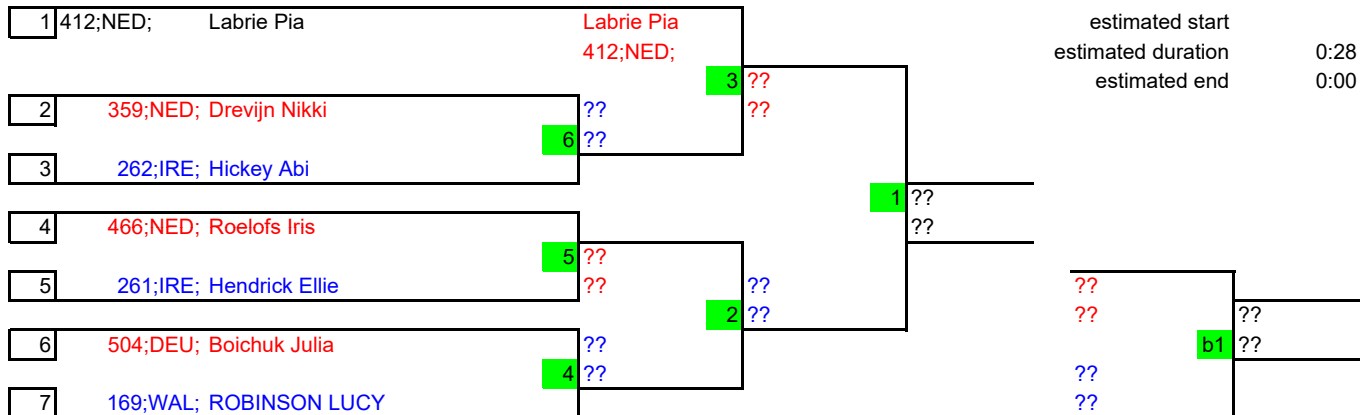 1 412;NED; Labrie Pia Labrie Pia estimated start
412;NED; estimated duration 0:28
3 ?? estimated end 0:00
2 359;NED; Drevijn Nikki ?? ??
6 ??
3 262;IRE; Hickey Abi
1 ??
4 466;NED; Roelofs Iris ??
5 ??
5 261;IRE; Hendrick Ellie ?? ?? ??
2 ?? ?? ??
6 504;DEU; Boichuk Julia ?? b1 ??
4 ?? ??
7 169;WAL; ROBINSON LUCY ??